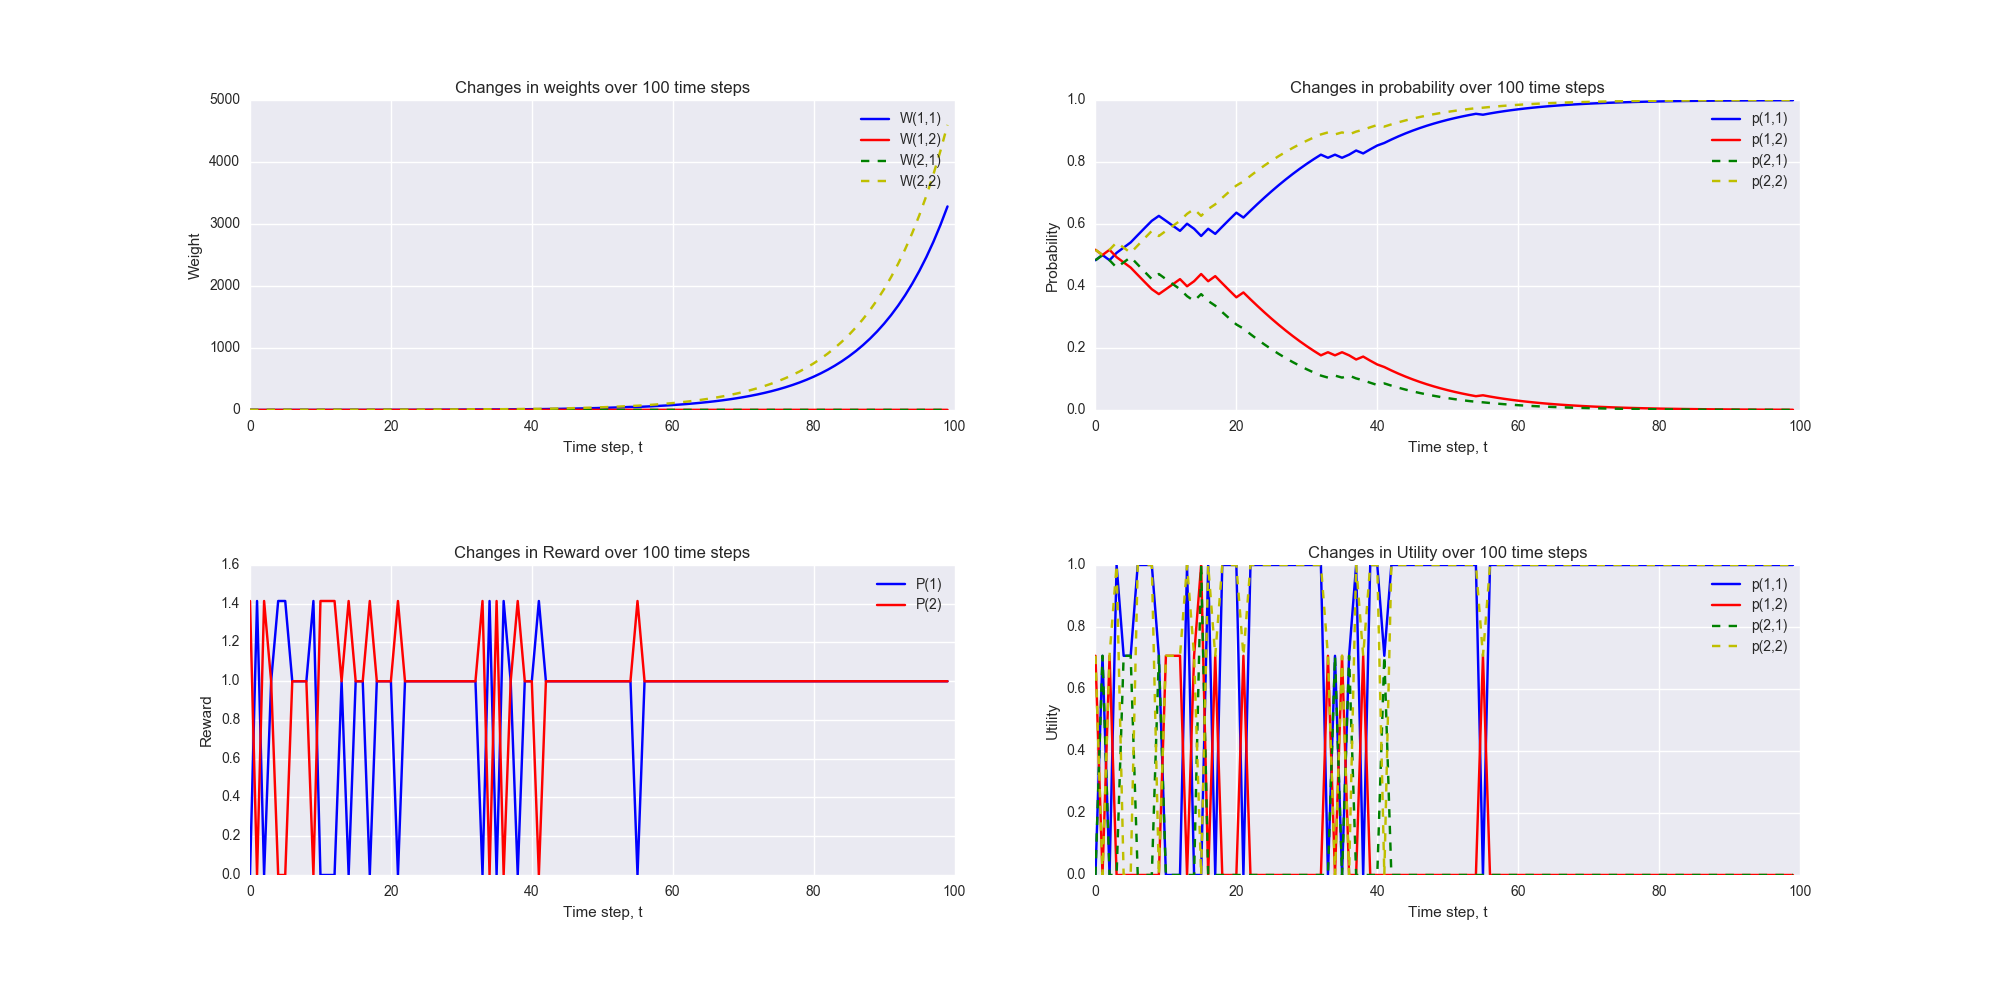 Changes in weights over 100 time steps
5000
4000
3000
2000
1000
0
Weight
W(1,1)
W(1,2)
W(2,1)
W(2,2)
0 20 40 60 80 100
Time step, t
Changes in probability over 100 time steps
1.0
0.8
0.6
0.4
0.2
0.0
Probability
p(1,1)
p(1,2)
p(2,1)
p(2,2)
0 20 40 60 80 100
Time step, t
Changes in Reward over 100 time steps
1.6
1.4
1.2
1.0
0.8
0.6
0.4
0.2
0.0
Reward
P(1)
P(2)
0 20 40 60 80 100
Time step, t
Changes in Utility over 100 time steps
1.0
0.8
0.6
0.4
0.2
0.0
Utility
p(1,1)
p(1,2)
p(2,1)
p(2,2)
0 20 40 60 80 100
Time step, t